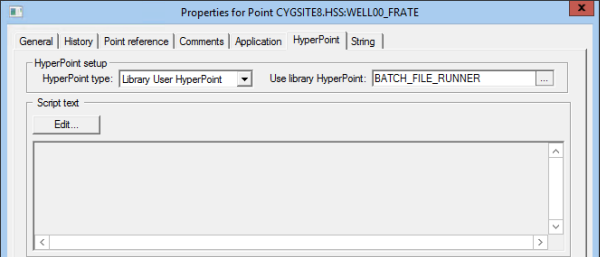 Properties for Point CYGSITE8.HSS:WELL00_FRATE
General History Point reference Comments Application HyperPoint String
HyperPoint setup
HyperPoint type: Library User HyperPoint Use library HyperPoint: BATCH_FILE_RUNNER ...
Script text
Edit...